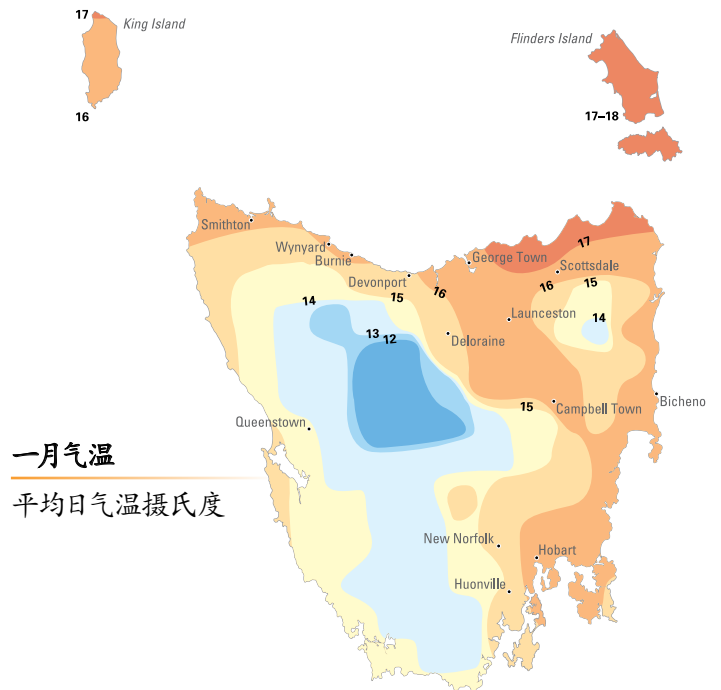 17
King Island
Flinders Island
16
17–18
Smithton
17
Wynyard
Burnie
George Town
Scottsdale
Devonport
16
16
15
14
15
Launceston
14
13
12
Deloraine
15
Campbell Town
Bicheno
Queenstown
一月气温
平均日气温摄氏度
New Norfolk
Hobart
Huonville